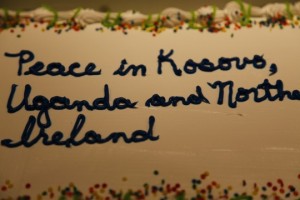 Peace in Kosovo,
Uganda and Northe
Ireland